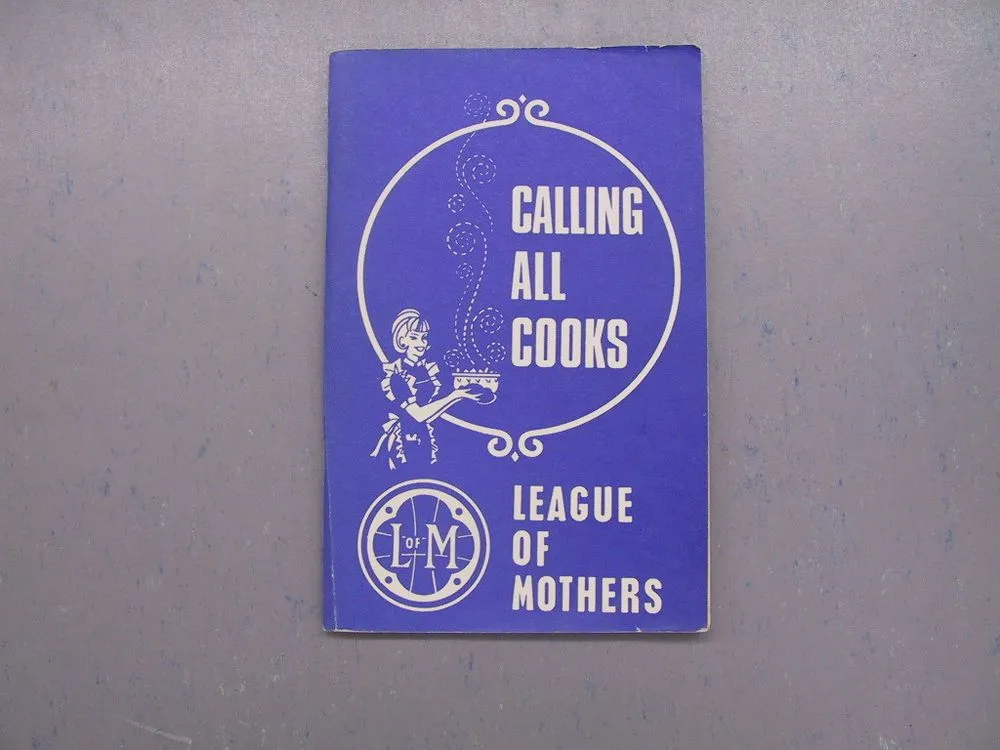 CALLING
ALL
COOKS
L OF M
LEAGUE
OF
MOTHERS